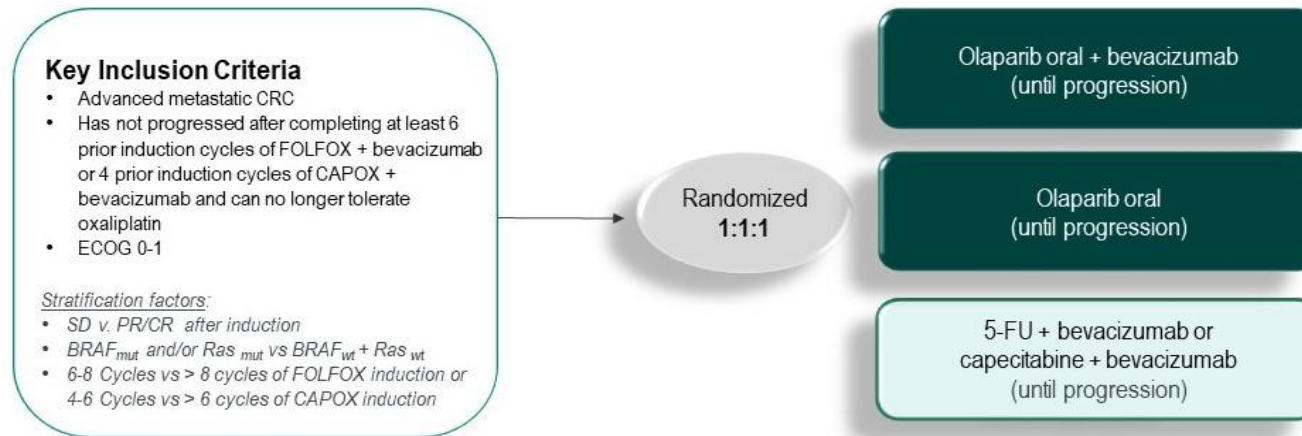 Key Inclusion Criteria
• Advanced metastatic CRC
• Has not progressed after completing at least 6
prior induction cycles of FOLFOX + bevacizumab
or 4 prior induction cycles of CAPOX +
bevacizumab and can no longer tolerate
oxaliplatin
• ECOG 0-1
Stratification factors:
• SD v. PR/CR after induction
• BRAFmut and/or Ras mut vs BRAFwt + Ras wt
• 6-8 Cycles vs > 8 cycles of FOLFOX induction or
4-6 Cycles vs > 6 cycles of CAPOX induction
Randomized
1:1:1
Olaparib oral + bevacizumab
(until progression)
Olaparib oral
(until progression)
5-FU + bevacizumab or
capecitabine + bevacizumab
(until progression)